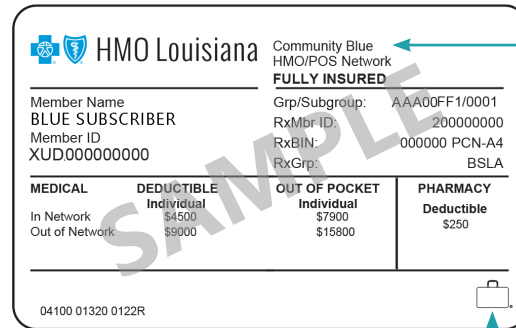 HMO Louisiana
Community Blue
HMO/POS Network
FULLY INSURED
Member Name
BLUE SUBSCRIBER
Member ID
XUD000000000
Grp/Subgroup: AAA00FF1/0001
RxMbr ID: 200000000
RxBIN: 000000 PCN-A4
RxGrp: BSLA
MEDICAL DEDUCTIBLE OUT OF POCKET PHARMACY
Individual Individual Deductible
In Network $4500 $7900 $250
Out of Network $9000 $15800
SAMPLE
04100 01320 0122R